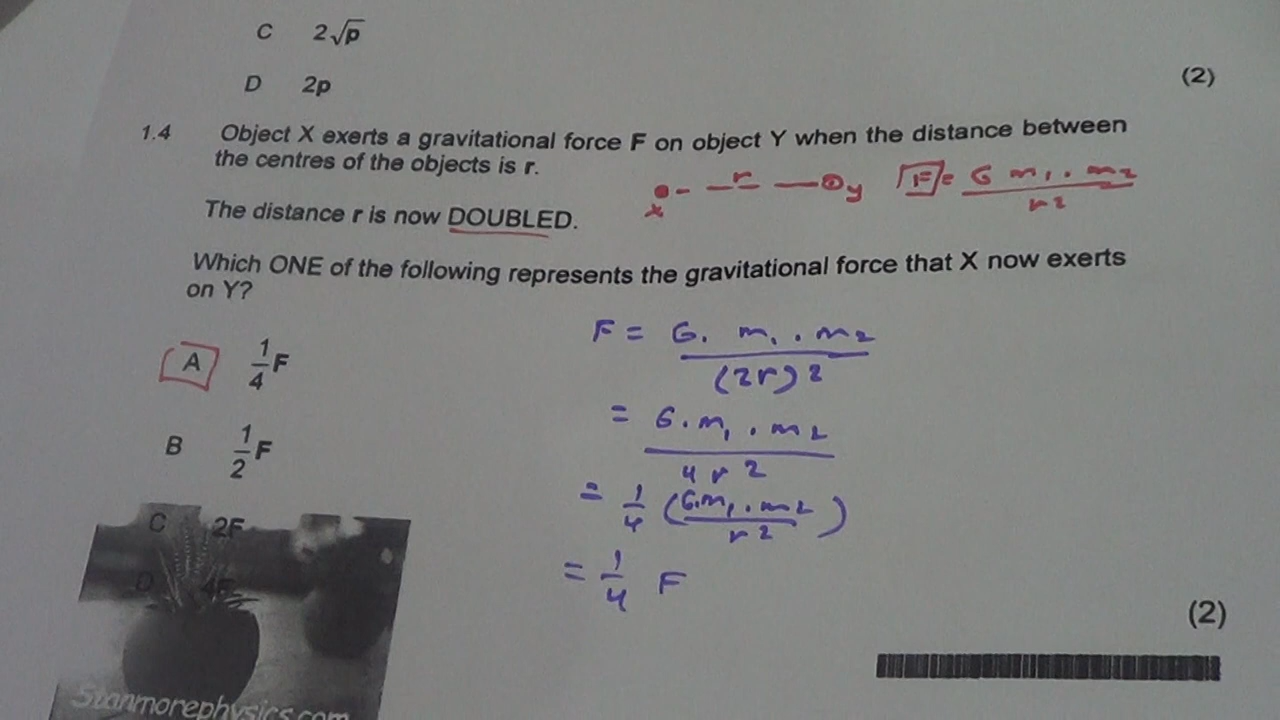 C 2√p
D 2p
(2)
1.4 Object X exerts a gravitational force F on object Y when the distance between
the centres of the objects is r.
x r y F = G m1 . m2 / r2
The distance r is now DOUBLED.
Which ONE of the following represents the gravitational force that X now exerts
on Y?
A 1/4 F
B 1/2 F
C 2F
D 4F
F = G. m1 . m2 / (2r)2
= G.m1 . m2 / 4r2
= 1/4 (G.m1 . m2 / r2)
= 1/4 F
(2)
Stanmorephysics.com